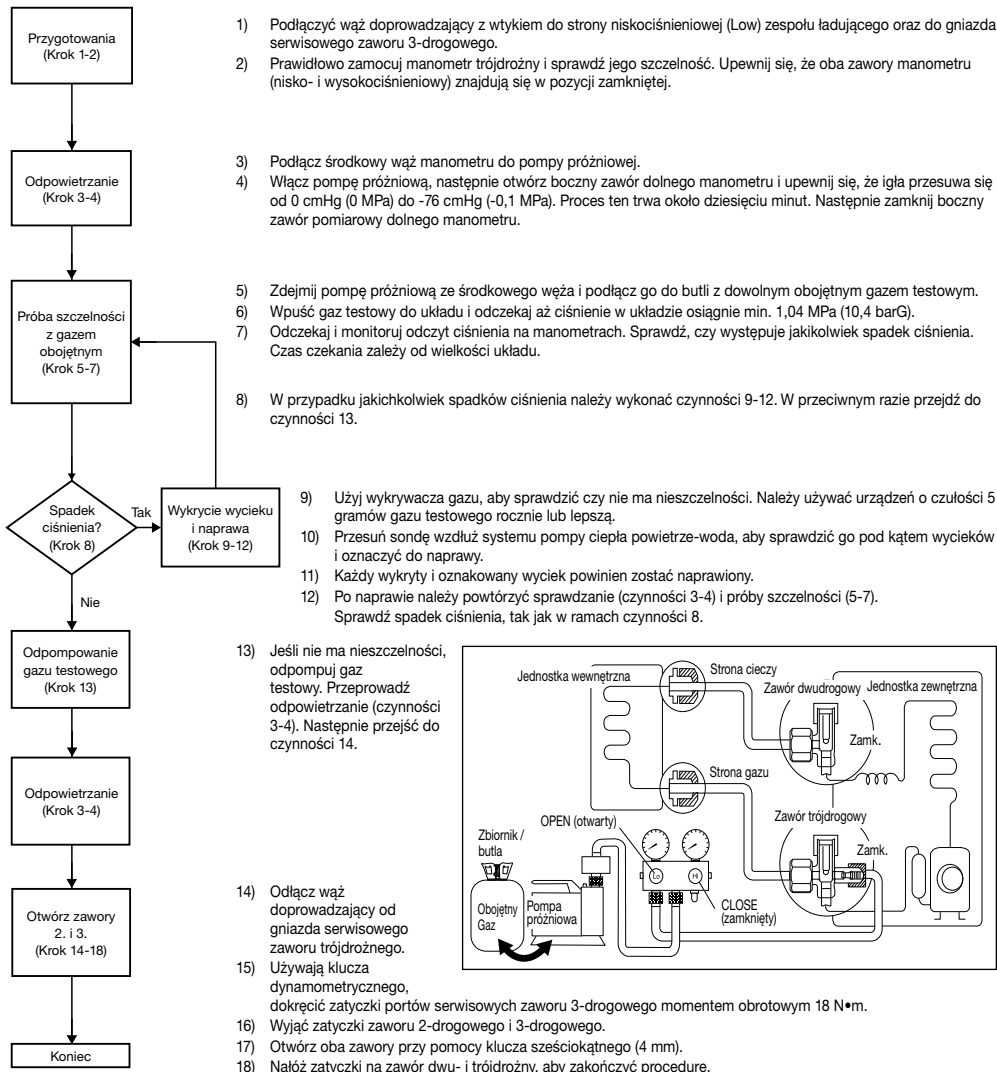 Przygotowania
(Krok 1-2)
1) Podłączyć wąż doprowadzający z wtykiem do strony niskociśnieniowej (Low) zespołu ładującego oraz do gniazda
serwisowego zaworu 3-drogowego.
2) Prawidłowo zamocuj manometr trójdrożny i sprawdź jego szczelność. Upewnij się, że oba zawory manometru
(nisko- i wysokociśnieniowy) znajdują się w pozycji zamkniętej.
Odpowietrzanie
(Krok 3-4)
3) Podłącz środkowy wąż manometru do pompy próżniowej.
4) Włącz pompę próżniową, następnie otwórz boczny zawór dolnego manometru i upewnij się, że igła przesuwa się
od 0 cmHg (0 MPa) do -76 cmHg (-0,1 MPa). Proces ten trwa około dziesięciu minut. Następnie zamknij boczny
zawór pomiarowy dolnego manometru.
Próba szczelności
z gazem
obojętnym
(Krok 5-7)
5) Zdejmij pompę próżniową ze środkowego węża i podłącz go do butli z dowolnym obojętnym gazem testowym.
6) Wpuść gaz testowy do układu i odczekaj aż ciśnienie w układzie osiągnie min. 1,04 MPa (10,4 barG).
7) Odczekaj i monitoruj odczyt ciśnienia na manometrach. Sprawdź, czy występuje jakikolwiek spadek ciśnienia.
Czas czekania zależy od wielkości układu.
8) W przypadku jakichkolwiek spadków ciśnienia należy wykonać czynności 9-12. W przeciwnym razie przejdź do
czynności 13.
Spadek
ciśnienia?
(Krok 8)
Tak
Nie
Wykrycie wycieku
i naprawa
(Krok 9-12)
9) Użyj wykrywacza gazu, aby sprawdzić czy nie ma nieszczelności. Należy używać urządzeń o czułości 5
gramów gazu testowego rocznie lub lepszą.
10) Przesuń sondę wzdłuż systemu pompy ciepła powietrze-woda, aby sprawdzić go pod kątem wycieków
i oznaczyć do naprawy.
11) Każdy wykryty i oznakowany wyciek powinien zostać naprawiony.
12) Po naprawie należy powtórzyć sprawdzanie (czynności 3-4) i próby szczelności (5-7).
Sprawdź spadek ciśnienia, tak jak w ramach czynności 8.
Odpompowanie
gazu testowego
(Krok 13)
13) Jeśli nie ma nieszczelności,
odpompuj gaz
testowy. Przeprowadź
odpowietrzanie (czynności
3-4). Następnie przejść do
czynności 14.
Jednostka wewnętrzna
Strona cieczy
Zawór dwudrogowy
Jednostka zewnętrzna
Zamk.
Strona gazu
Zawór trójdrogowy
Zamk.
OPEN (otwarty)
Zbiornik /
butla
Lo
Hi
CLOSE
(zamknięty)
Obojętny
Gaz
Pompa
próżniowa
Odpowietrzanie
(Krok 3-4)
Otwórz zawory
2. i 3.
(Krok 14-18)
14) Odłącz wąż
doprowadzający od
gniazda serwisowego
zaworu trójdrożnego.
15) Używają klucza
dynamometrycznego,
dokręcić zatyczki portów serwisowych zaworu 3-drogowego momentem obrotowym 18 N•m.
16) Wyjąć zatyczki zaworu 2-drogowego i 3-drogowego.
17) Otwórz oba zawory przy pomocy klucza sześciokątnego (4 mm).
18) Nałóż zatyczki na zawór dwu- i trójdrożny, aby zakończyć procedurę.
Koniec